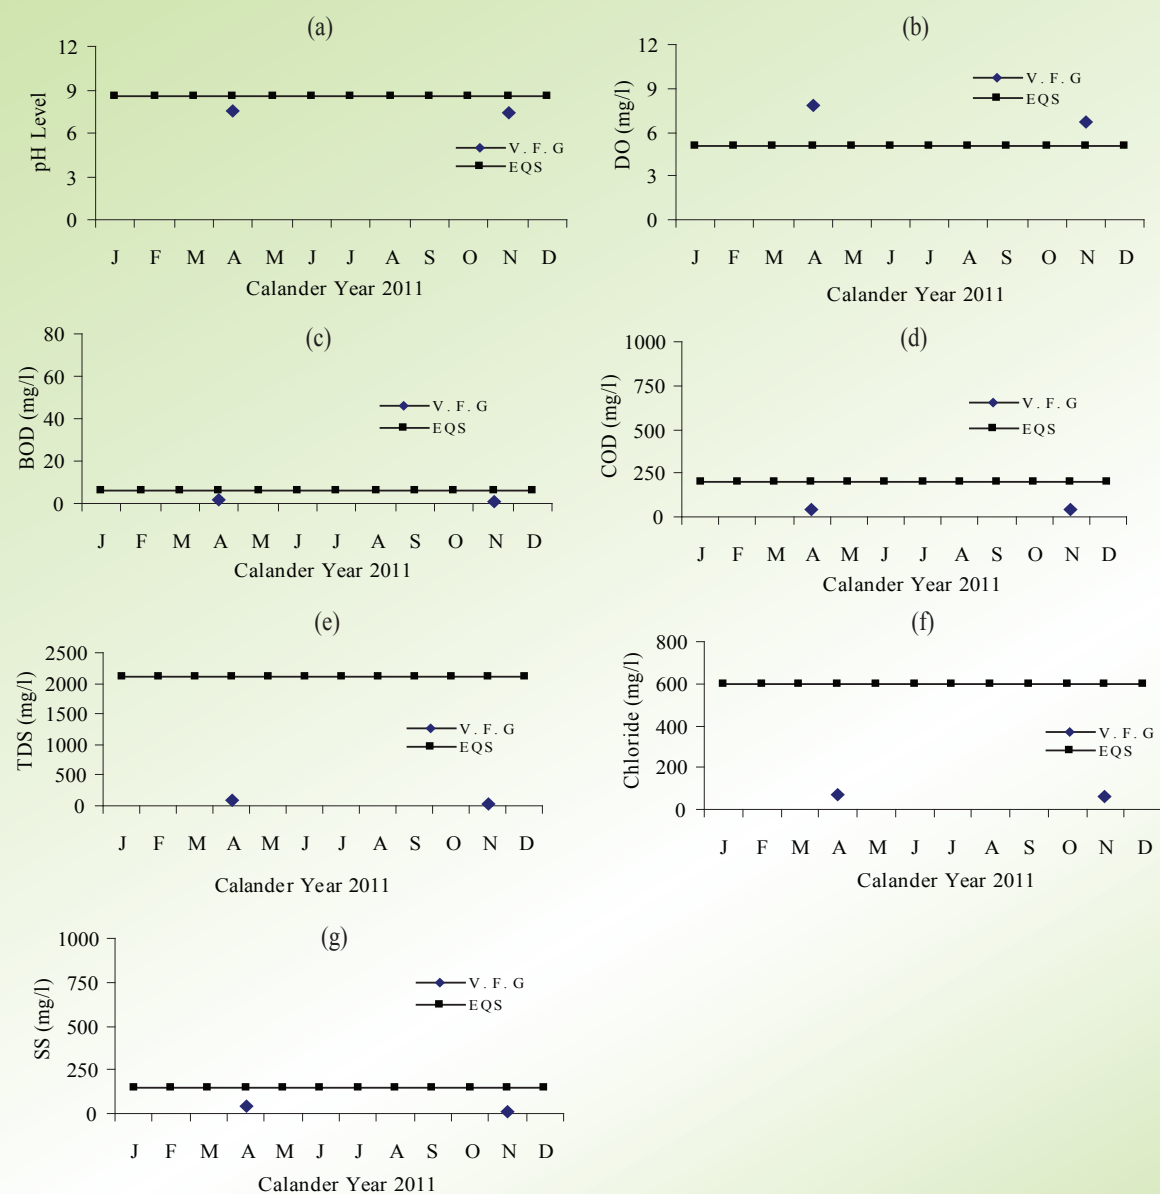 (a)
12
9
6
3
0
pH Level
V. F. G
EQS
J F M A M J J A S O N D
Calander Year 2011
(b)
12
9
6
3
0
DO (mg/l)
V. F. G
EQS
J F M A M J J A S O N D
Calander Year 2011
(c)
80
60
40
20
0
BOD (mg/l)
V. F. G
EQS
J F M A M J J A S O N D
Calander Year 2011
(d)
1000
750
500
250
0
COD (mg/l)
V. F. G
EQS
J F M A M J J A S O N D
Calander Year 2011
(e)
2500
2000
1500
1000
500
0
TDS (mg/l)
V. F. G
EQS
J F M A M J J A S O N D
Calander Year 2011
(f)
800
600
400
200
0
Chloride (mg/l)
V. F. G
EQS
J F M A M J J A S O N D
Calander Year 2011
(g)
1000
750
500
250
0
SS (mg/l)
V. F. G
EQS
J F M A M J J A S O N D
Calander Year 2011